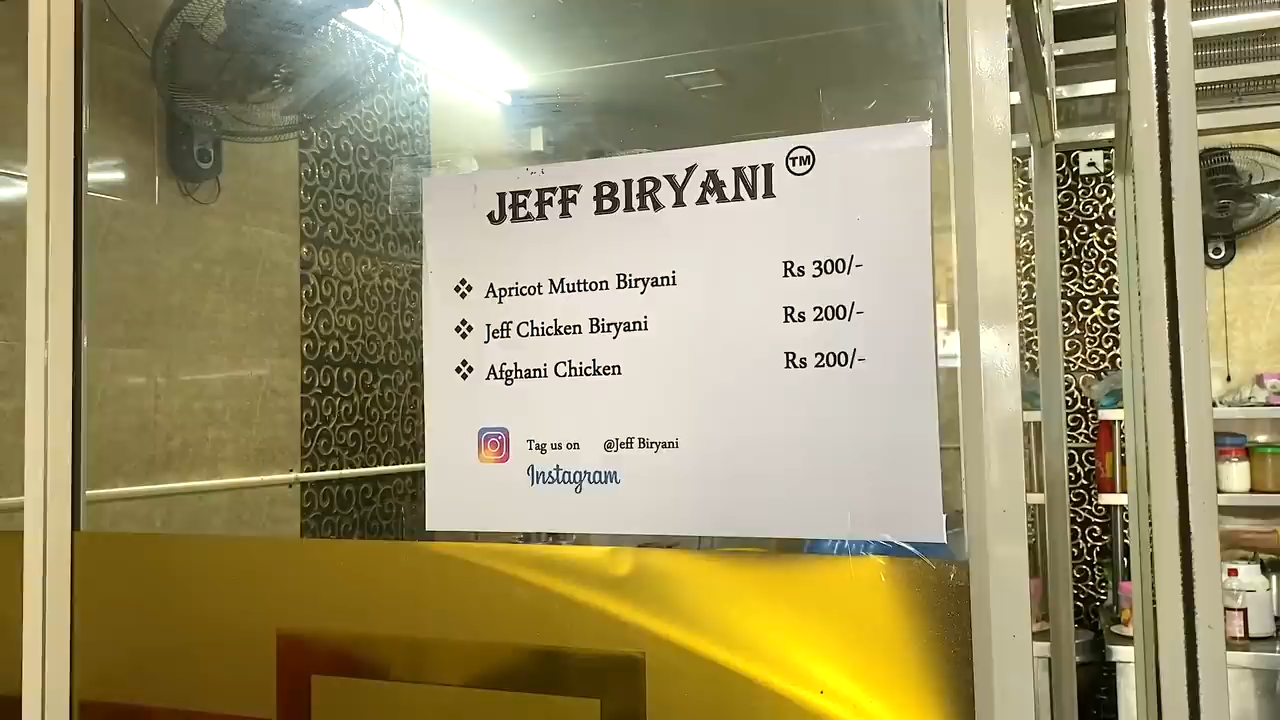 JEFF BIRYANI ™
Apricot Mutton Biryani Rs 300/-
Jeff Chicken Biryani Rs 200/-
Afghani Chicken Rs 200/-
Tag us on @Jeff Biryani
Instagram